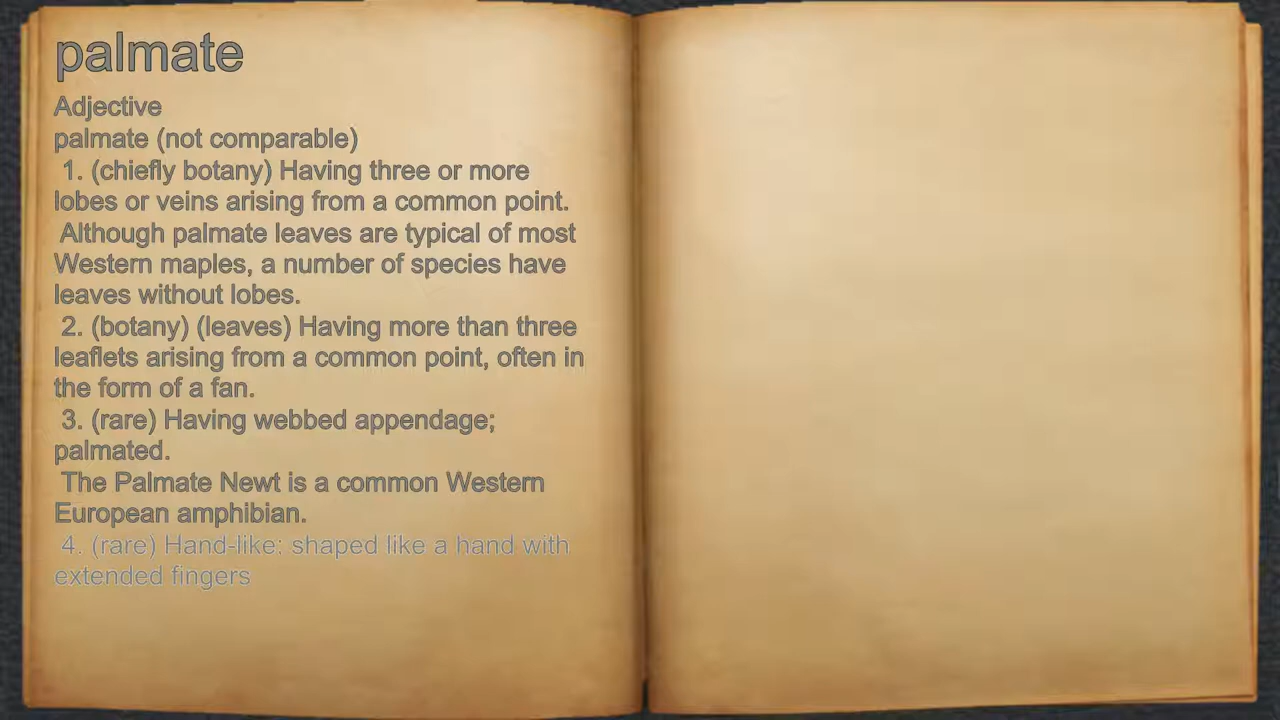 palmate
Adjective
palmate (not comparable)
1. (chiefly botany) Having three or more
lobes or veins arising from a common point.
Although palmate leaves are typical of most
Western maples, a number of species have
leaves without lobes.
2. (botany) (leaves) Having more than three
leaflets arising from a common point, often in
the form of a fan.
3. (rare) Having webbed appendage;
palmated.
The Palmate Newt is a common Western
European amphibian.
4. (rare) Hand-like; shaped like a hand with
extended fingers